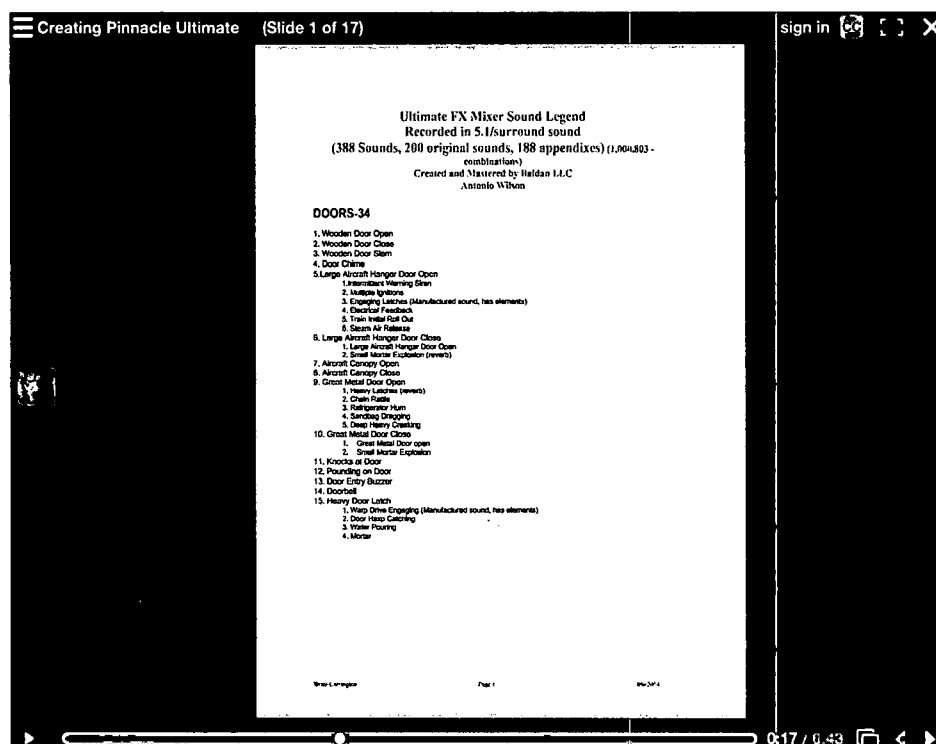 Creating Pinnacle Ultimate (Slide 1 of 17) sign in CC
Ultimate FX Mixer Sound Legend
Recorded in 5.1/surround sound
(388 Sounds, 200 original sounds, 188 appendixes) (1,000,803 -
combinations)
Created and Mastered by Baldan LLC
Antonio Wilson
DOORS-34
1. Wooden Door Open
2. Wooden Door Close
3. Wooden Door Slam
4. Door Chime
5.Large Aircraft Hanger Door Open
1.Intermittent Warning Siren
2. Multiple Ignitions
3. Engaging Latches (Manufactured sound, has elements)
4. Electrical Feedback
5. Train Initial Roll Out
6. Steam Air Release
6. Large Aircraft Hanger Door Close
1. Large Aircraft Hanger Door Open
2. Small Mortar Explosion (reverb)
7. Aircraft Canopy Open
8. Aircraft Canopy Close
9. Great Metal Door Open
1. Heavy Latches (reverb)
2. Chain Rattle
3. Refrigerator Hum
4. Sandbag Dragging
5. Deep Heavy Creaking
10. Great Metal Door Close
1. Great Metal Door open
2. Small Mortar Explosion
11. Knocks at Door
12. Pounding on Door
13. Door Entry Buzzer
14. Doorbell
15. Heavy Door Latch
1. Warp Drive Engaging (Manufactured sound, has elements)
2. Door Hasp Catching
3. Water Pouring
4. Mortar
Page 1
0:17 / 6:43